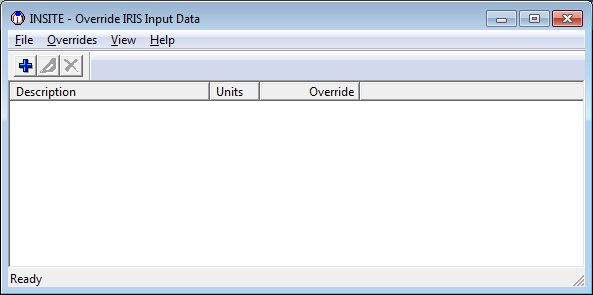 INSITE - Override IRIS Input Data
File Overrides View Help
Description Units Override
Ready